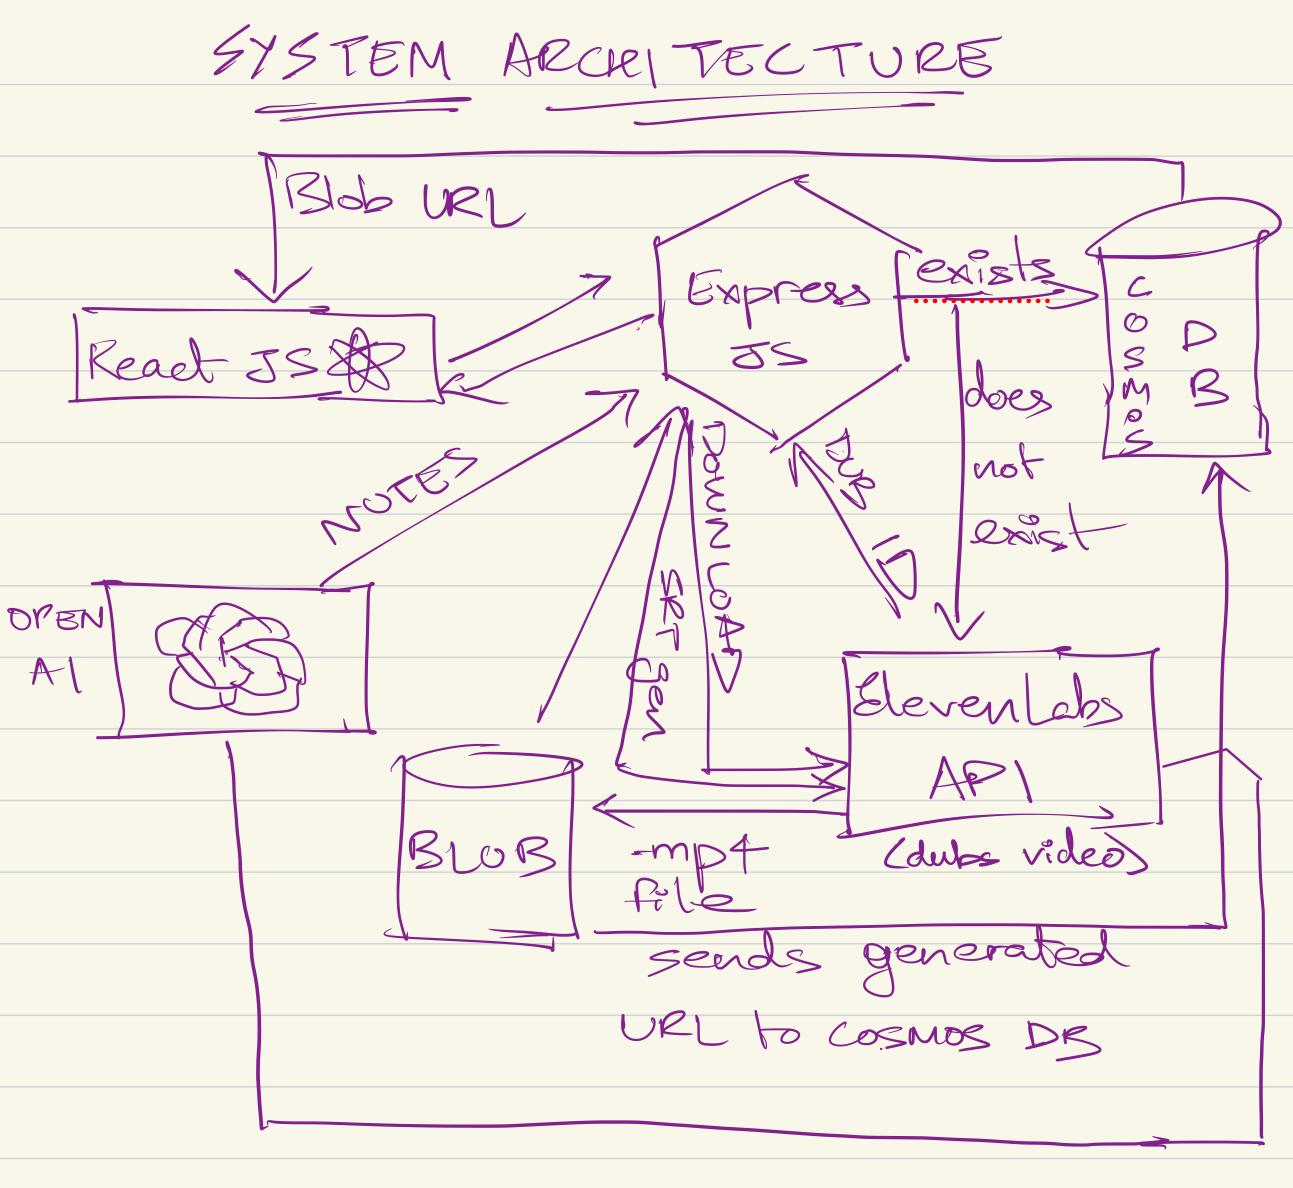 SYSTEM ARCHITECTURE
Blob URL
exists
Express
JS
React JS
COSMOS
DB
does
not
exist
NOTES
DUB
ID
DOWNLOAD
SRT Gen
OPEN
AI
ElevenLabs
API
(dubs video)
BLOB
-mp4
file
sends generated
URL to COSMOS DB